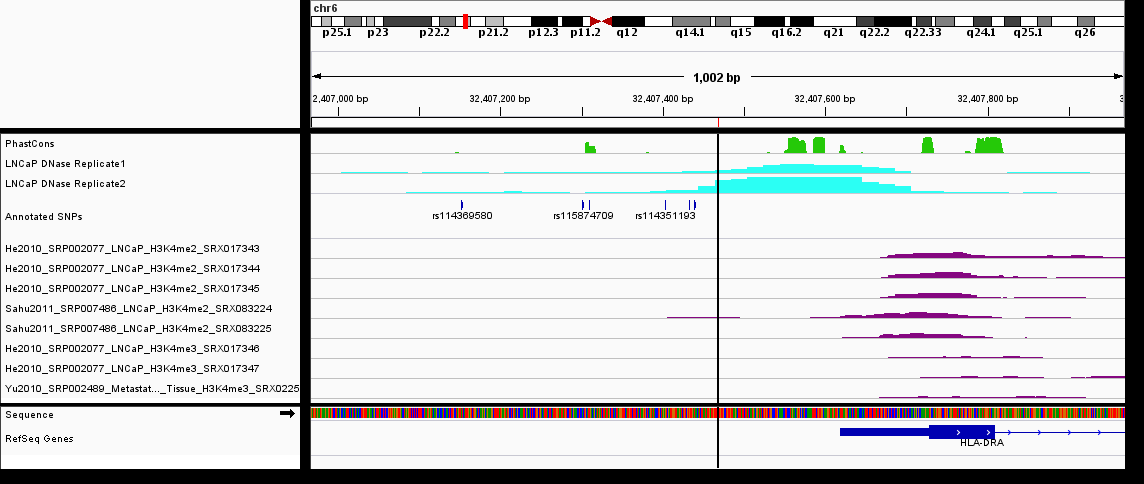 chr6
p25.1 p23 p22.2 p21.2 p12.3 p11.2 q12 q14.1 q15 q16.2 q21 q22.2 q22.33 q24.1 q25.1 q26
1,002 bp
2,407,000 bp 32,407,200 bp 32,407,400 bp 32,407,600 bp 32,407,800 bp 3
PhastCons
LNCaP DNase Replicate1
LNCaP DNase Replicate2
Annotated SNPs
rs114369580 rs115874709 rs114351193
He2010_SRP002077_LNCaP_H3K4me2_SRX017343
He2010_SRP002077_LNCaP_H3K4me2_SRX017344
He2010_SRP002077_LNCaP_H3K4me2_SRX017345
Sahu2011_SRP007486_LNCaP_H3K4me2_SRX083224
Sahu2011_SRP007486_LNCaP_H3K4me2_SRX083225
He2010_SRP002077_LNCaP_H3K4me3_SRX017346
He2010_SRP002077_LNCaP_H3K4me3_SRX017347
Yu2010_SRP002489_Metastat..._Tissue_H3K4me3_SRX0225
Sequence
RefSeq Genes
HLA-DRA